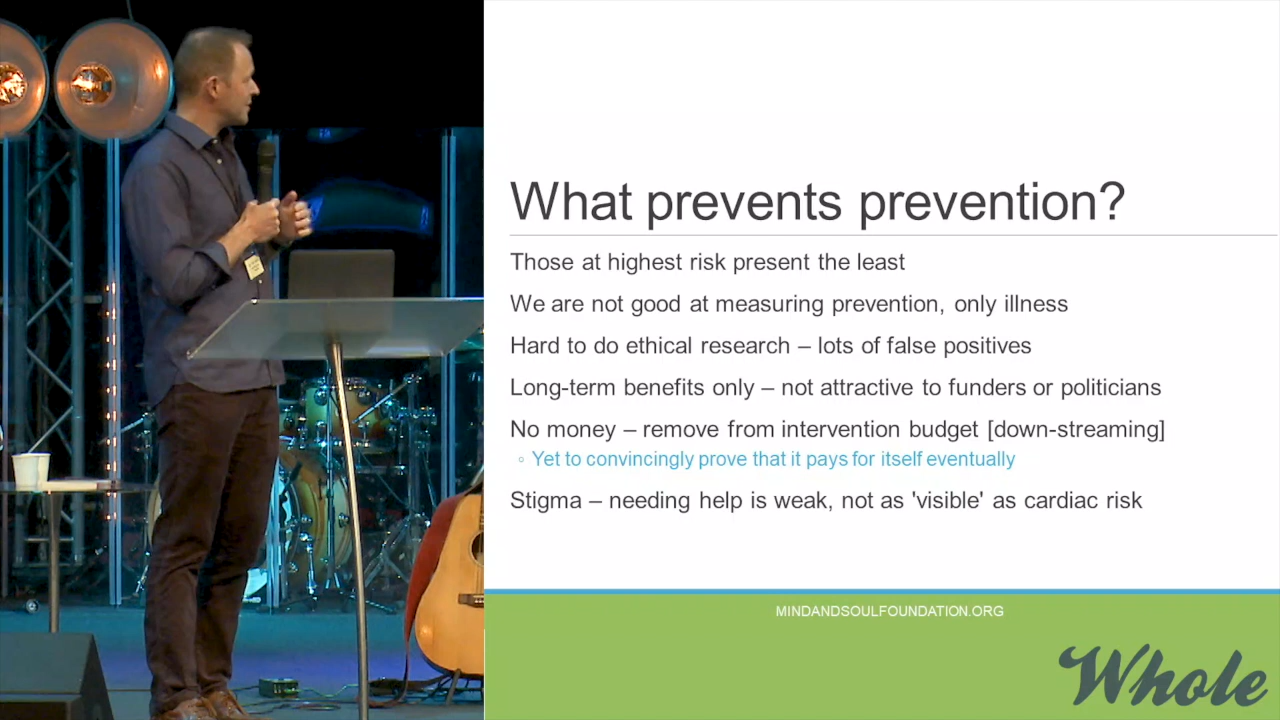 What prevents prevention?
Those at highest risk present the least
We are not good at measuring prevention, only illness
Hard to do ethical research – lots of false positives
Long-term benefits only – not attractive to funders or politicians
No money – remove from intervention budget [down-streaming]
◦ Yet to convincingly prove that it pays for itself eventually
Stigma – needing help is weak, not as 'visible' as cardiac risk
MINDANDSOULFOUNDATION.ORG
Whole